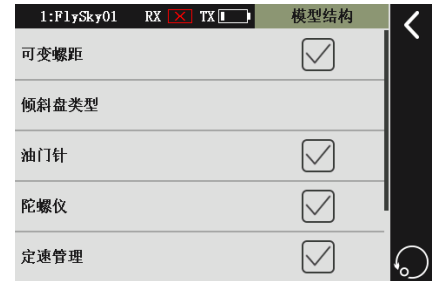 1:FlySky01 RX TX 模型结构
可变螺距
倾斜盘类型
油门针
陀螺仪
定速管理